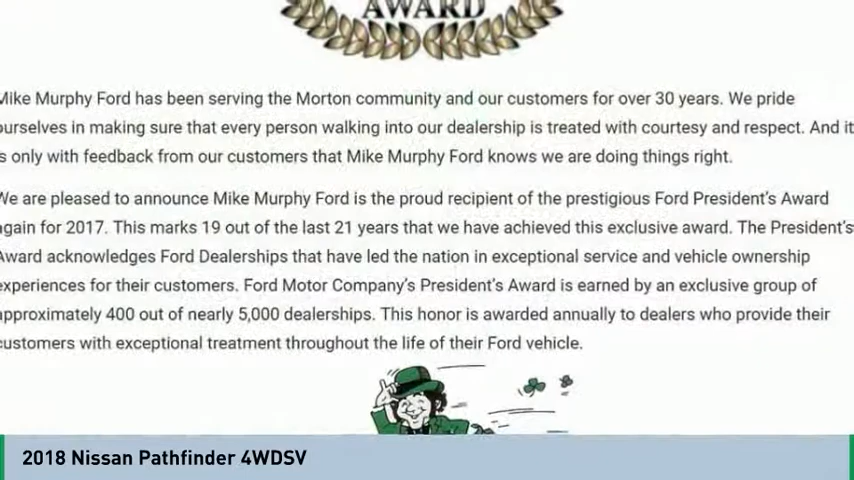 AWARD
Mike Murphy Ford has been serving the Morton community and our customers for over 30 years. We pride
ourselves in making sure that every person walking into our dealership is treated with courtesy and respect. And it
is only with feedback from our customers that Mike Murphy Ford knows we are doing things right.
We are pleased to announce Mike Murphy Ford is the proud recipient of the prestigious Ford President's Award
again for 2017. This marks 19 out of the last 21 years that we have achieved this exclusive award. The President's
Award acknowledges Ford Dealerships that have led the nation in exceptional service and vehicle ownership
experiences for their customers. Ford Motor Company's President's Award is earned by an exclusive group of
approximately 400 out of nearly 5,000 dealerships. This honor is awarded annually to dealers who provide their
customers with exceptional treatment throughout the life of their Ford vehicle.
2018 Nissan Pathfinder 4WDSV